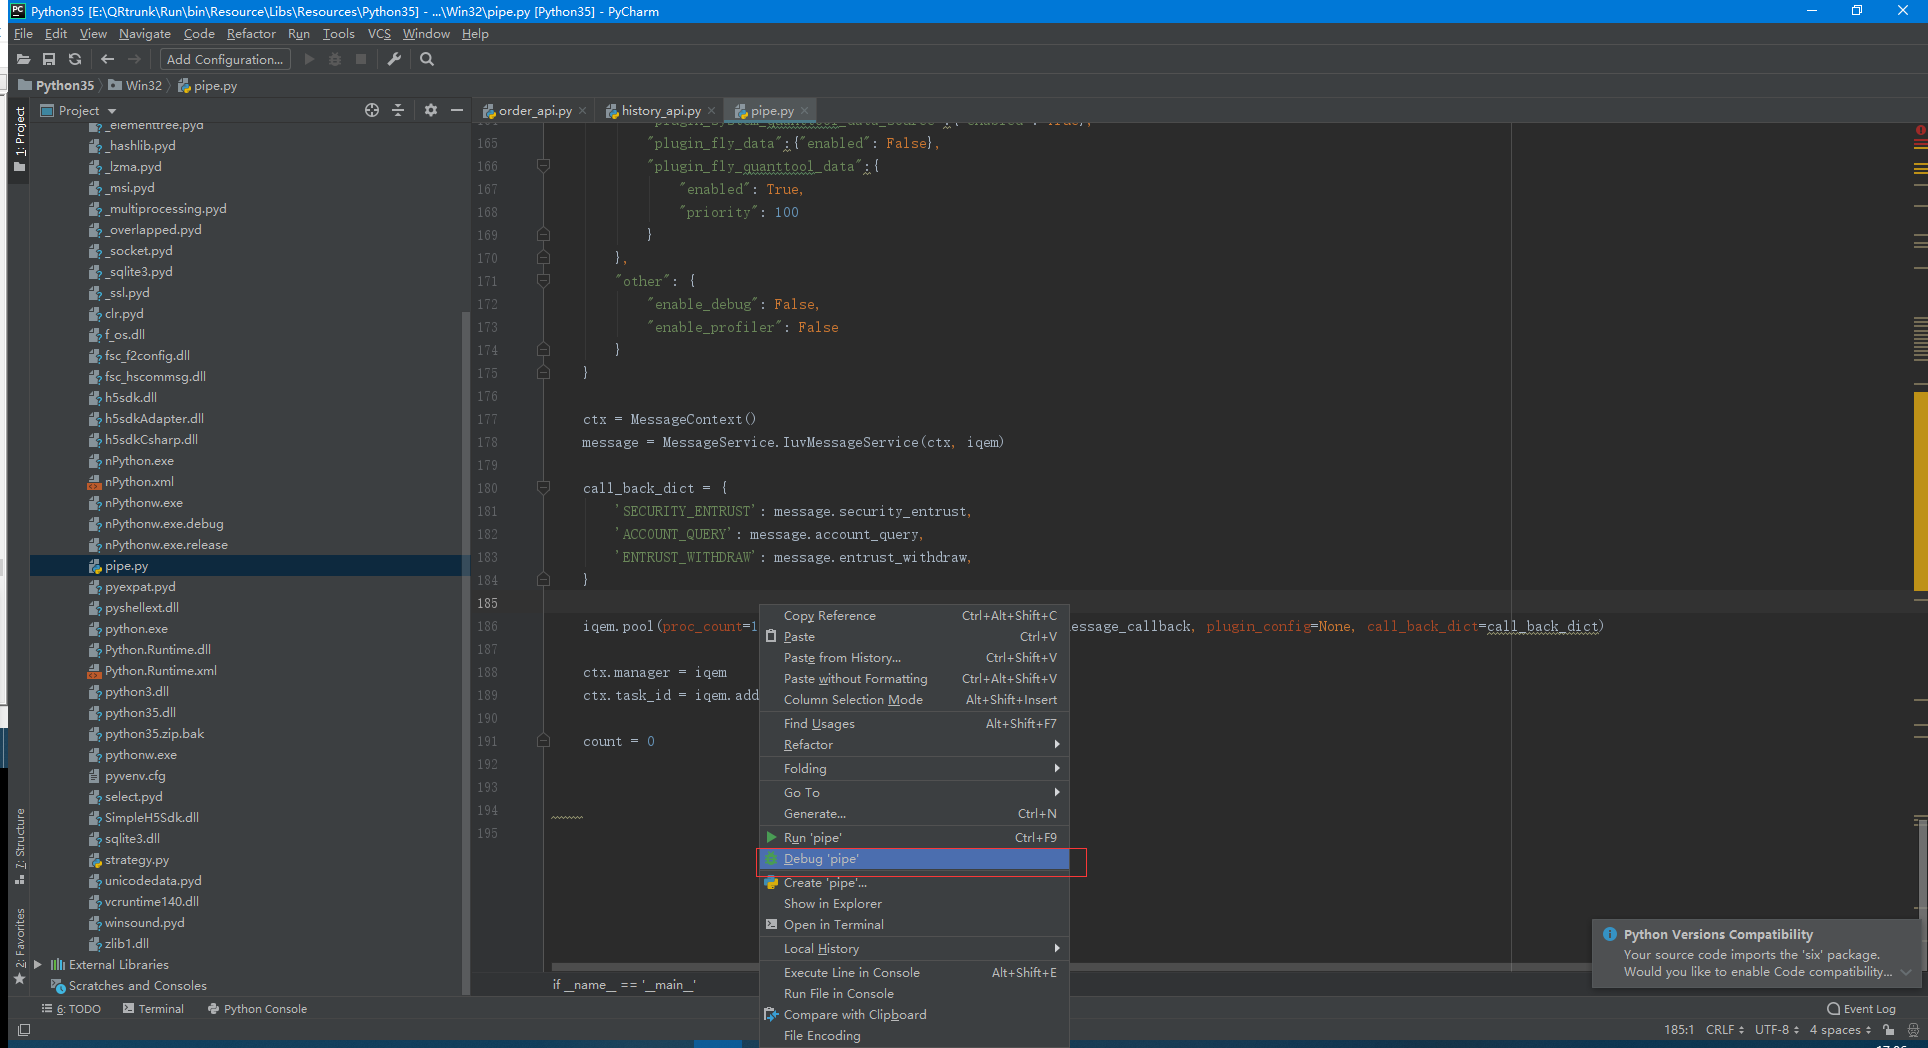 Python35 [E:\QRtrunk\Run\bin\Resource\Libs\Resources\Python35] - ...\Win32\pipe.py [Python35] - PyCharm
File Edit View Navigate Code Refactor Run Tools VCS Window Help
Add Configuration...
Python35 Win32 pipe.py
1: Project
7: Structure
2: Favorites
Project
_elementtree.pyd
_hashlib.pyd
_lzma.pyd
_msi.pyd
_multiprocessing.pyd
_overlapped.pyd
_socket.pyd
_sqlite3.pyd
_ssl.pyd
clr.pyd
f_os.dll
fsc_f2config.dll
fsc_hscommsg.dll
h5sdk.dll
h5sdkAdapter.dll
h5sdkCsharp.dll
nPython.exe
nPython.xml
nPythonw.exe
nPythonw.exe.debug
nPythonw.exe.release
pipe.py
pyexpat.pyd
pyshellext.dll
python.exe
Python.Runtime.dll
Python.Runtime.xml
python3.dll
python35.dll
python35.zip.bak
pythonw.exe
pyvenv.cfg
select.pyd
SimpleH5Sdk.dll
sqlite3.dll
strategy.py
unicodedata.pyd
vcruntime140.dll
winsound.pyd
zlib1.dll
External Libraries
Scratches and Consoles
order_api.py history_api.py pipe.py
165 "plugin_fly_data":{"enabled": False},
166 "plugin_fly_quanttool_data":{
167 "enabled": True,
168 "priority": 100
169 }
170 },
171 "other": {
172 "enable_debug": False,
173 "enable_profiler": False
174 }
175 }
176
177 ctx = MessageContext()
178 message = MessageService.IuvMessageService(ctx, iqem)
179
180 call_back_dict = {
181 'SECURITY_ENTRUST': message.security_entrust,
182 'ACCOUNT_QUERY': message.account_query,
183 'ENTRUST_WITHDRAW': message.entrust_withdraw,
184 }
185
186 iqem.pool(proc_count=1 essage_callback, plugin_config=None, call_back_dict=call_back_dict)
187
188 ctx.manager = iqem
189 ctx.task_id = iqem.add
190
191 count = 0
192
193
194
195
Copy Reference Ctrl+Alt+Shift+C
Paste Ctrl+V
Paste from History... Ctrl+Shift+V
Paste without Formatting Ctrl+Alt+Shift+V
Column Selection Mode Alt+Shift+Insert
Find Usages Alt+Shift+F7
Refactor
Folding
Go To
Generate... Ctrl+N
Run 'pipe' Ctrl+F9
Debug 'pipe'
Create 'pipe'...
Show in Explorer
Open in Terminal
Local History
Execute Line in Console Alt+Shift+E
Run File in Console
Compare with Clipboard
File Encoding
if __name__ == '__main__'
Python Versions Compatibility
Your source code imports the 'six' package.
Would you like to enable Code compatibility...
6: TODO Terminal Python Console Event Log
185:1 CRLF UTF-8 4 spaces